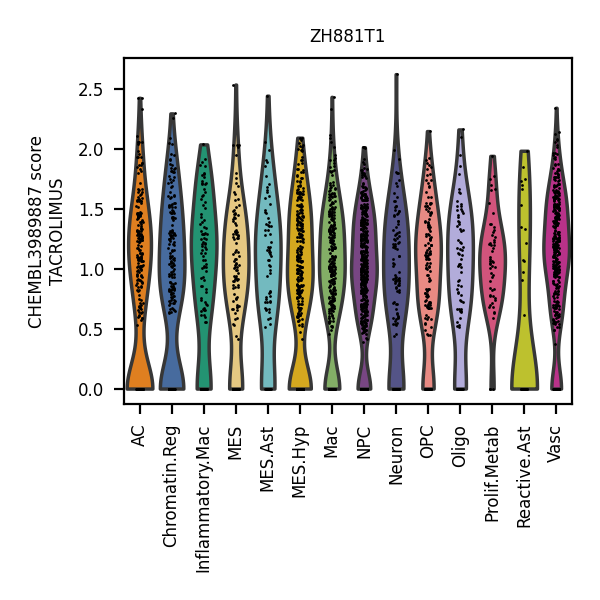 ZH881T1
CHEMBL3989887 score
TACROLIMUS
2.5
2.0
1.5
1.0
0.5
0.0
AC
Chromatin.Reg
Inflammatory.Mac
MES
MES.Ast
MES.Hyp
Mac
NPC
Neuron
OPC
Oligo
Prolif.Metab
Reactive.Ast
Vasc